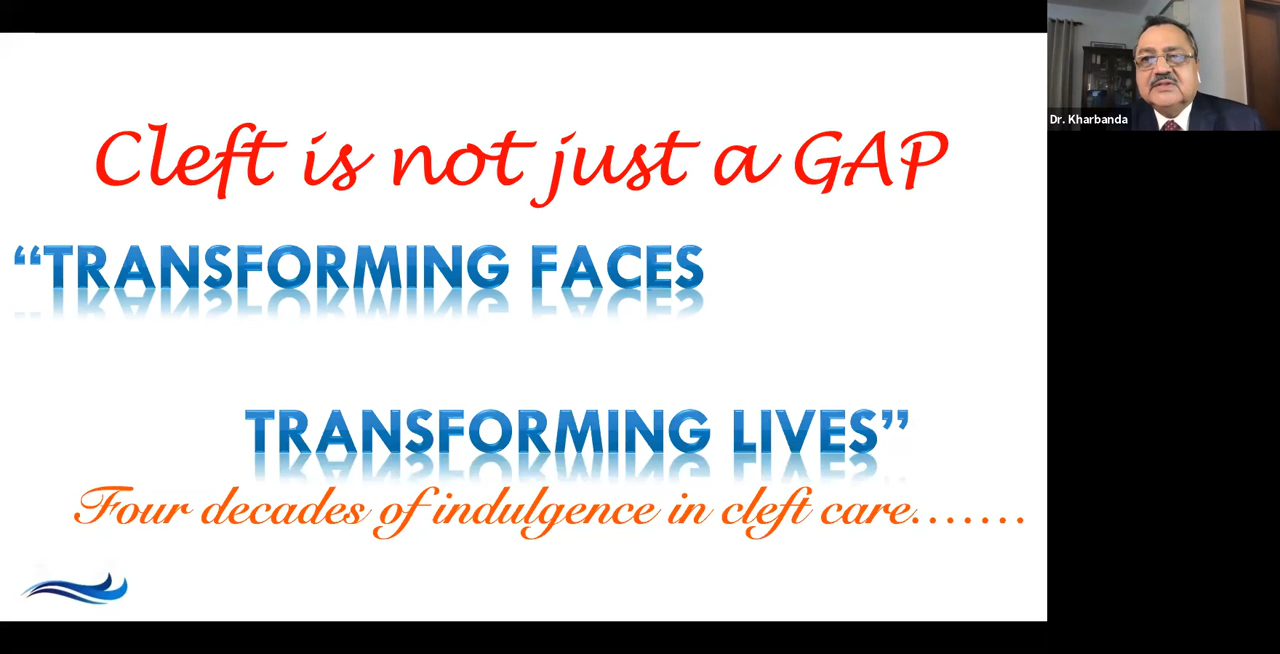 Cleft is not just a GAP
“TRANSFORMING FACES
TRANSFORMING LIVES”
Four decades of indulgence in cleft care.......
Dr. Kharbanda